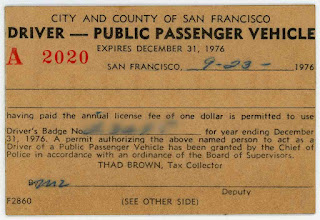 CITY AND COUNTY OF SAN FRANCISCO
DRIVER — PUBLIC PASSENGER VEHICLE
A 2020
EXPIRES DECEMBER 31, 1976
SAN FRANCISCO, 9-23- 1976
having paid the annual license fee of one dollar is permitted to use
Driver's Badge No. for year ending December
31, 1976. A permit authorizing the above named person to act as a
Driver of a Public Passenger Vehicle has been granted by the Chief of
Police in accordance with an ordinance of the Board of Supervisors.
THAD BROWN, Tax Collector
Deputy
F2860 (SEE OTHER SIDE)